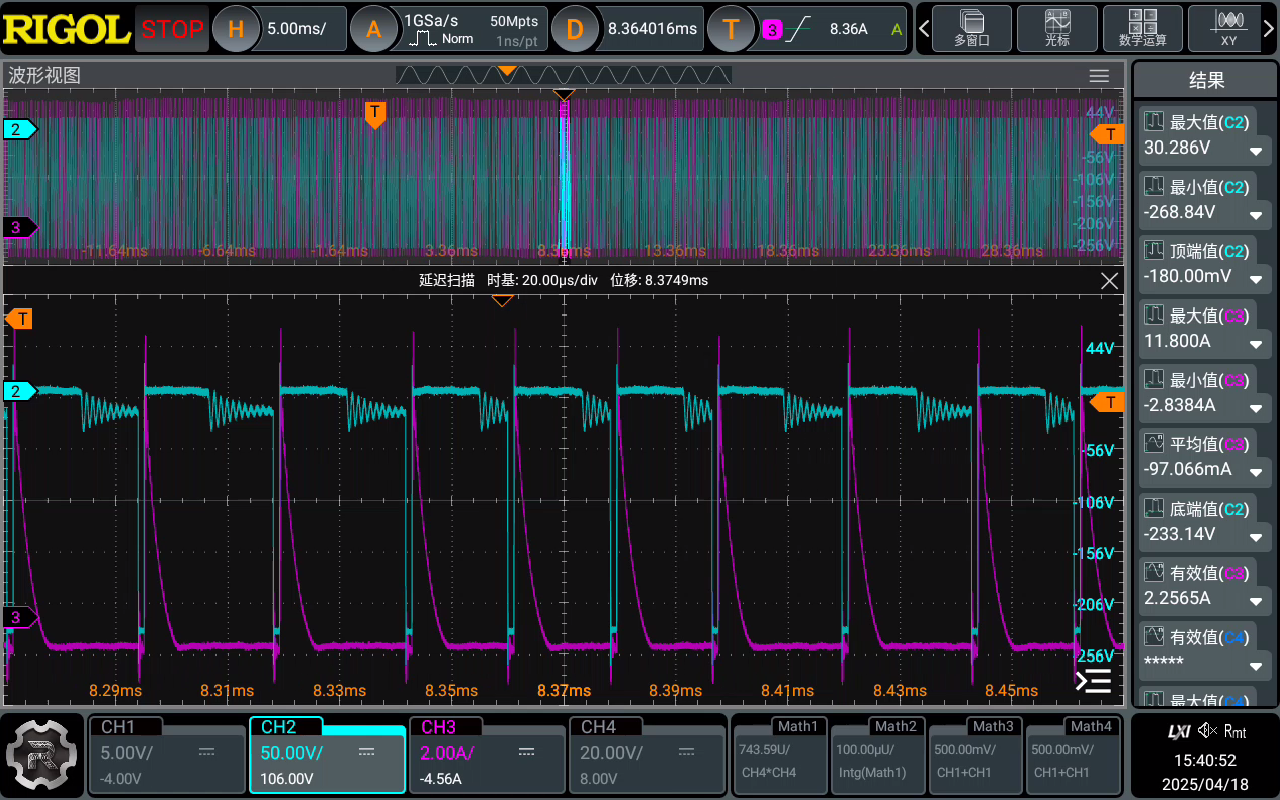 RIGOL STOP H 5.00ms/ A 1GSa/s Norm 50Mpts 1ns/pt D 8.364016ms T 3 8.36A A 多窗口 光标 数学运算 XY
波形视图
T
44V
2
T
-56V
-106V
-156V
3
-206V
-256V
-11.64ms -6.64ms -1.64ms 3.36ms 8.36ms 13.36ms 18.36ms 23.36ms 28.36ms
延迟扫描 时基: 20.00μs/div 位移: 8.3749ms
T
44V
2
T
-56V
-106V
-156V
-206V
3
-256V
8.29ms 8.31ms 8.33ms 8.35ms 8.37ms 8.39ms 8.41ms 8.43ms 8.45ms
结果
最大值(C2)
30.286V
最小值(C2)
-268.84V
顶端值(C2)
-180.00mV
最大值(C3)
11.800A
最小值(C3)
-2.8384A
平均值(C3)
-97.066mA
底端值(C2)
-233.14V
有效值(C3)
2.2565A
有效值(C4)
*****
最大值(C4)
CH1
5.00V/
-4.00V
CH2
50.00V/
106.00V
CH3
2.00A/
-4.56A
CH4
20.00V/
8.00V
Math1
743.59U/
CH4*CH4
Math2
100.00μU/
Intg(Math1)
Math3
500.00mV/
CH1+CH1
Math4
500.00mV/
CH1+CH1
LXI Rmt
15:40:52
2025/04/18